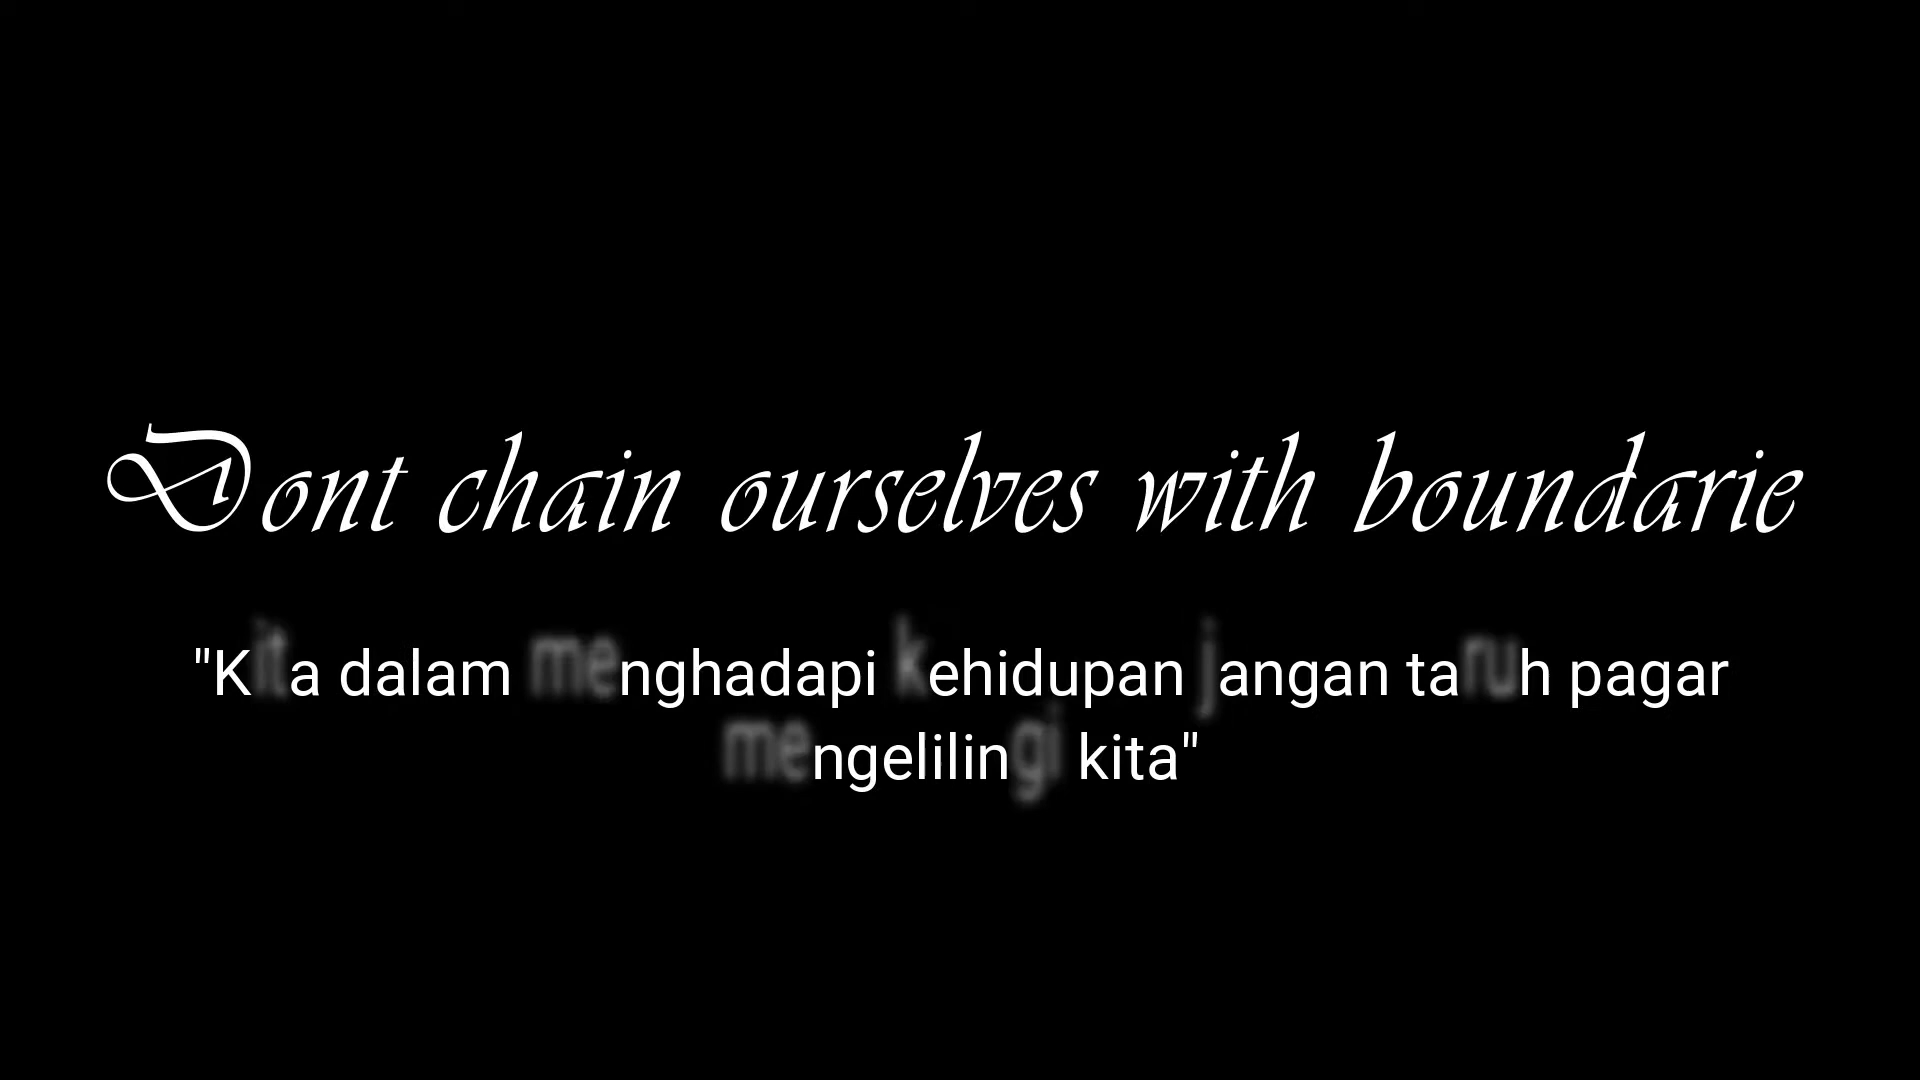 Dont chain ourselves with boundarie
"Kita dalam menghadapi kehidupan jangan taruh pagar
mengelilingi kita"